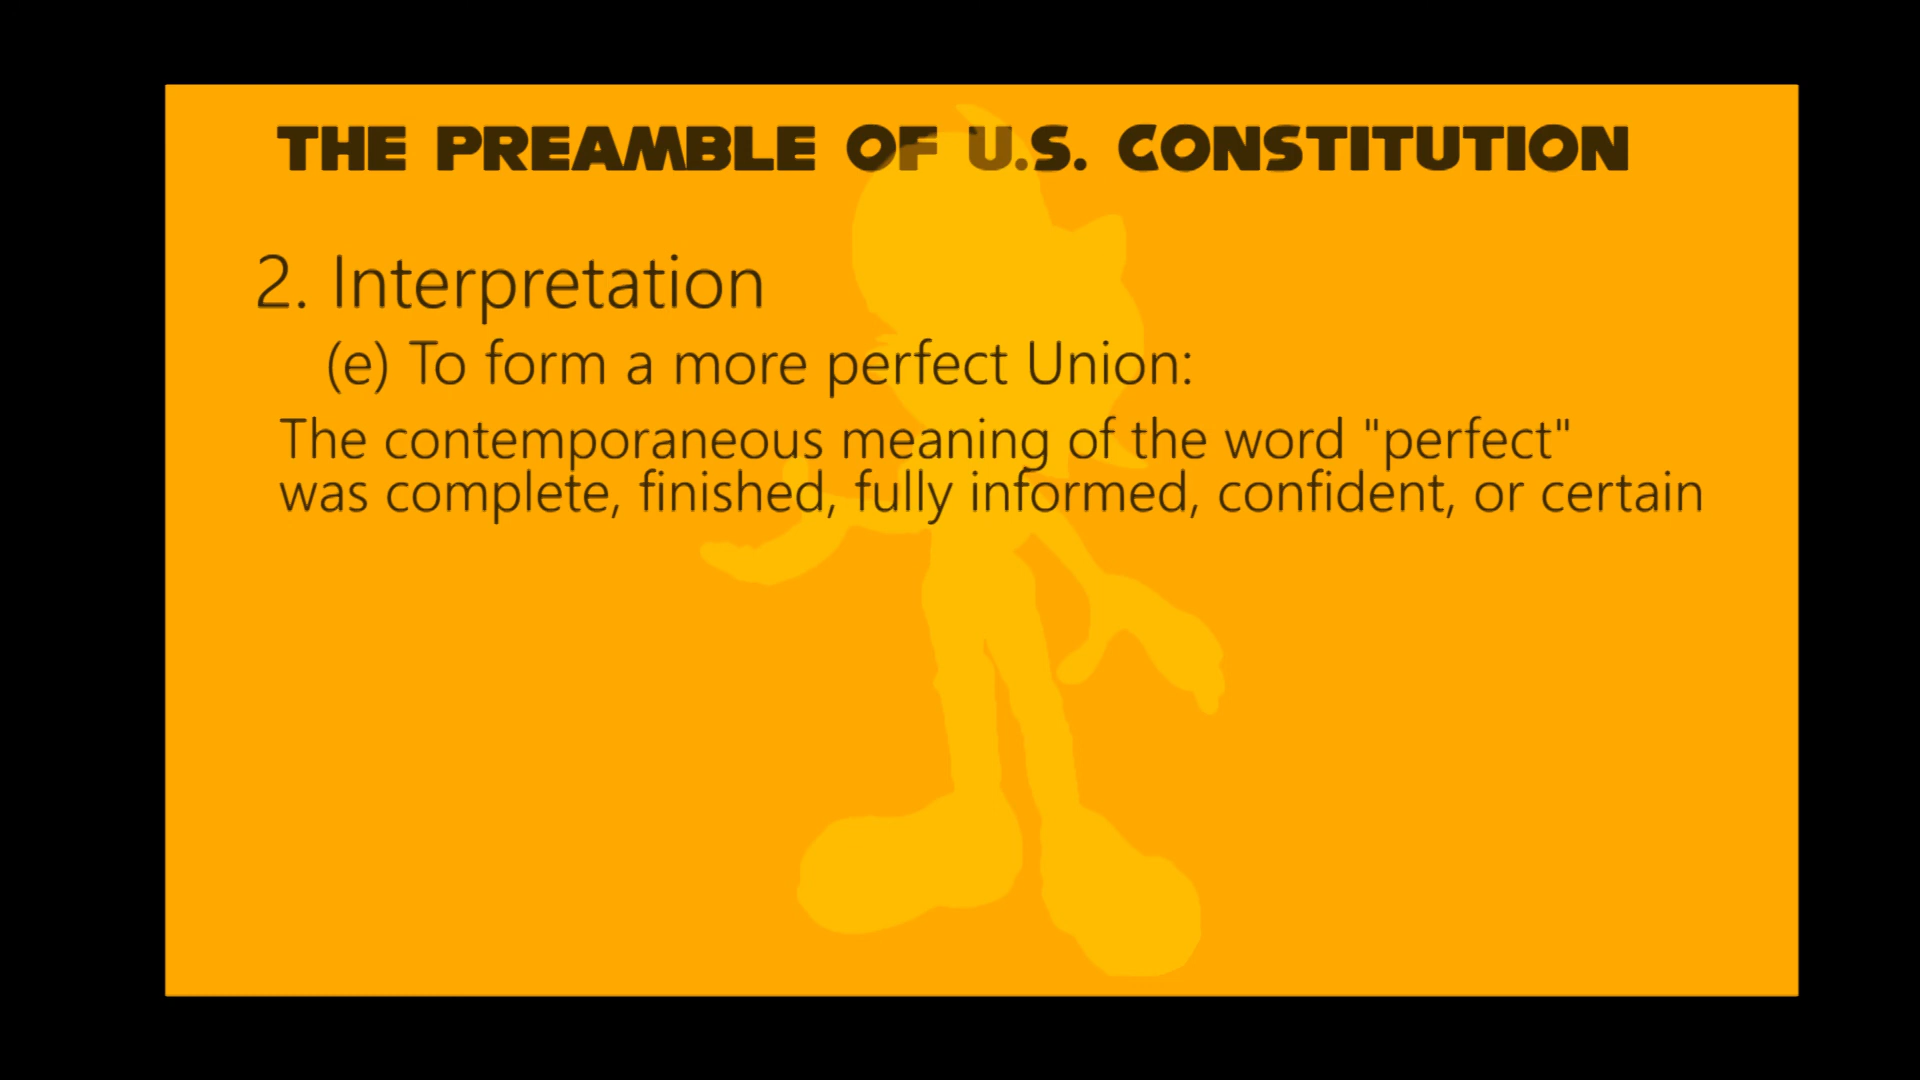 THE PREAMBLE OF U.S. CONSTITUTION
2. Interpretation
(e) To form a more perfect Union:
The contemporaneous meaning of the word "perfect"
was complete, finished, fully informed, confident, or certain